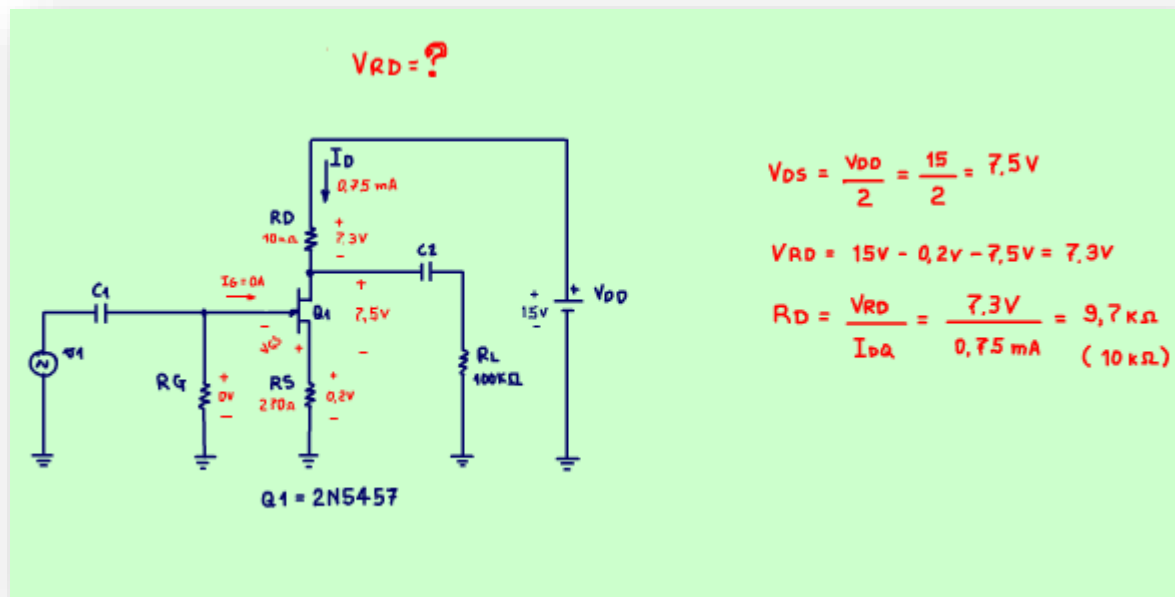 VRD = ?
ID
0,75 mA
RD
10KΩ
+
7.3V
-
C2
IG = 0A
C1
Q1
+
7,5V
-
+
15V
-
+
VDD
V1
- VGS +
RG
+
0V
-
RS
270Ω
+
0,2V
-
RL
100KΩ
Q1 = 2N5457
VDS = VDD / 2 = 15 / 2 = 7.5V
VRD = 15V - 0,2V - 7,5V = 7.3V
RD = VRD / IDQ = 7.3V / 0,75 mA = 9,7 KΩ
(10KΩ)